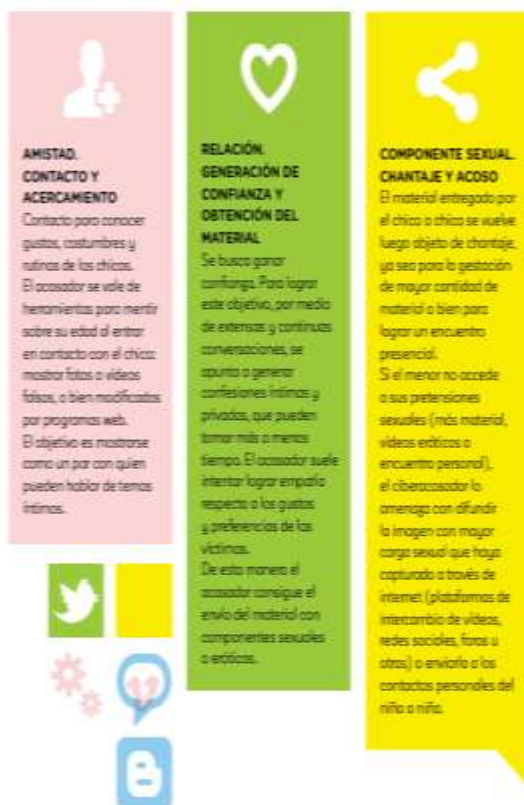 AMISTAD.
CONTACTO Y
ACERCAMIENTO
Contacto para conocer
gustos, costumbres y
rutinas de los chicos.
El acosador se vale de
herramientas para mentir
sobre su edad al entrar
en contacto con el chico:
mostrar fotos o videos
falsos, o bien modificados
por programas web.
El objetivo es mostrarse
como un par con quien
pueden hablar de temas
íntimos.
RELACIÓN.
GENERACIÓN DE
CONFIANZA Y
OBTENCIÓN DEL
MATERIAL
Se busca ganar
confianza. Para lograr
este objetivo, por medio
de extensas y continuas
conversaciones, se
apunta a generar
confesiones íntimas y
privadas, que pueden
tomar más o menos
tiempo. El acosador suele
intentar lograr empatía
respecto a los gustos
y preferencias de las
víctimas.
De esta manera el
acosador consigue el
envío del material con
componentes sexuales
o eróticos.
COMPONENTE SEXUAL.
CHANTAJE Y ACOSO
El material entregado por
el chico o chica se vuelve
luego objeto de chantaje,
ya sea para la gestación
de mayor cantidad de
material o bien para
lograr un encuentro
presencial.
Si el menor no accede
a sus pretensiones
sexuales (más material,
videos eróticos o
encuentro personal),
el ciberacosador lo
amenaza con difundir
la imagen con mayor
carga sexual que haya
capturado a través de
internet (plataformas de
intercambio de videos,
redes sociales, foros u
otros) o enviarla a los
contactos personales del
niño o niña.